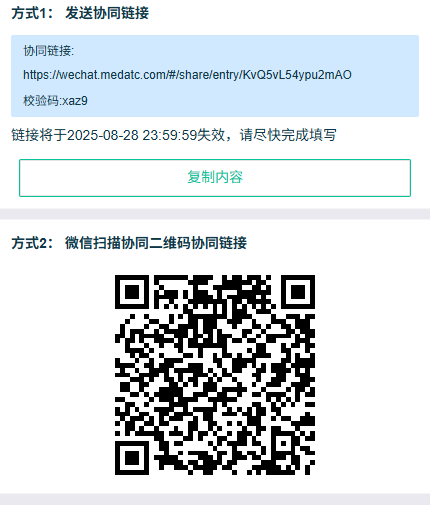 方式1： 发送协同链接
协同链接:
https://wechat.medatc.com/#/share/entry/KvQ5vL54ypu2mAO
校验码:xaz9
链接将于2025-08-28 23:59:59失效，请尽快完成填写
复制内容
方式2： 微信扫描协同二维码协同链接